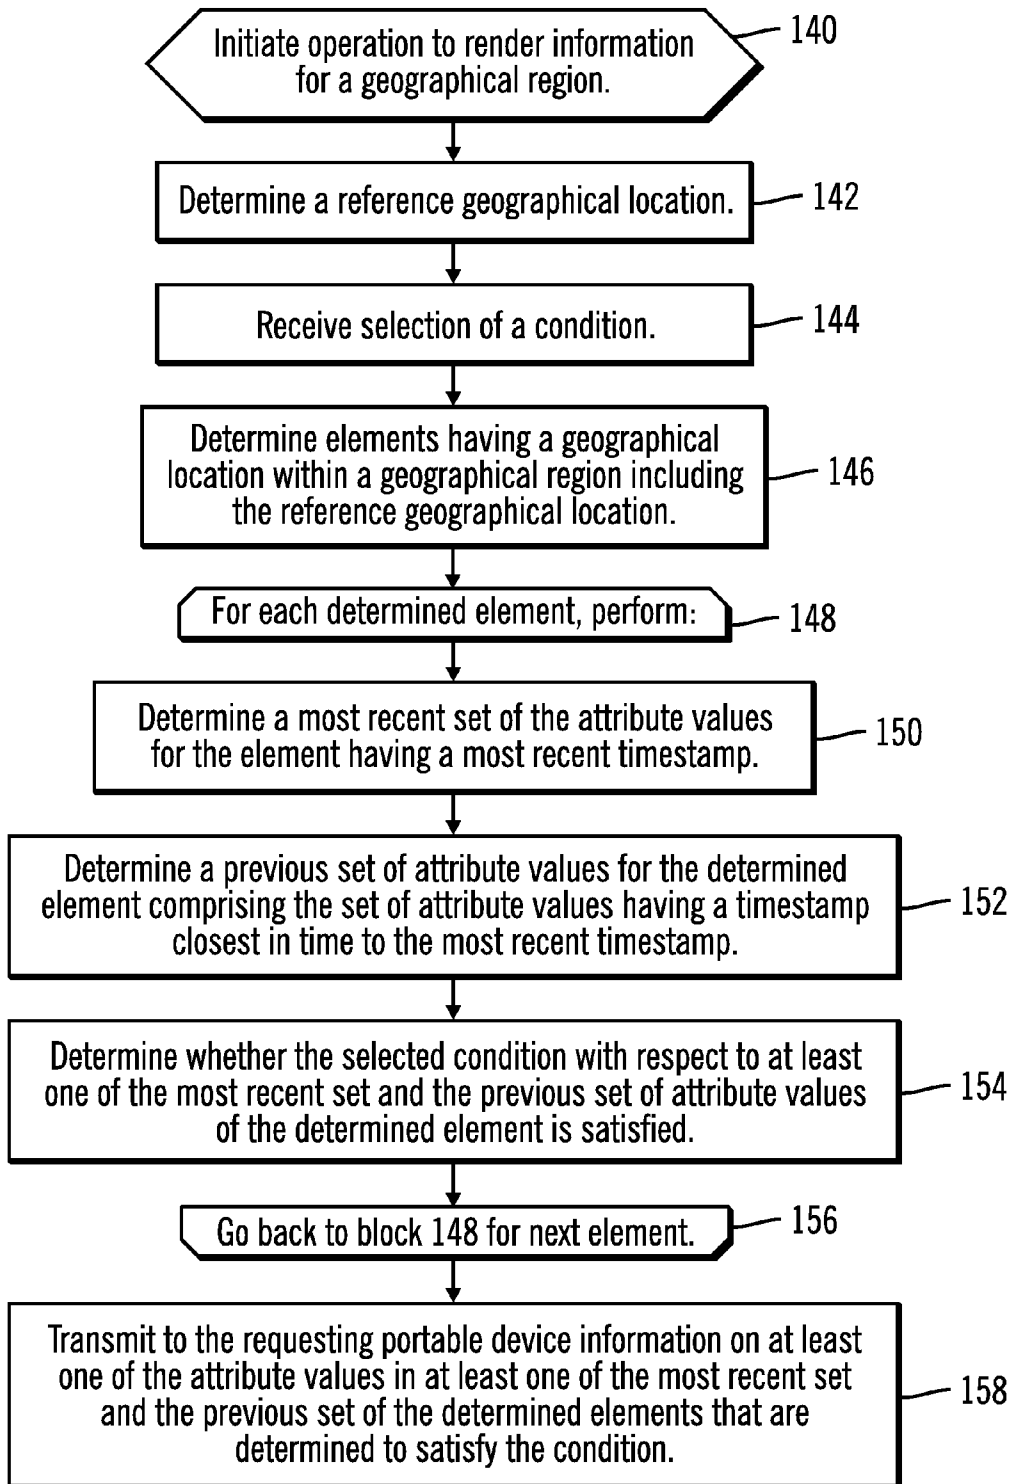 Initiate operation to render information
for a geographical region.
140
Determine a reference geographical location.
142
Receive selection of a condition.
144
Determine elements having a geographical
location within a geographical region including
the reference geographical location.
146
For each determined element, perform:
148
Determine a most recent set of the attribute values
for the element having a most recent timestamp.
150
Determine a previous set of attribute values for the determined
element comprising the set of attribute values having a timestamp
closest in time to the most recent timestamp.
152
Determine whether the selected condition with respect to at least
one of the most recent set and the previous set of attribute values
of the determined element is satisfied.
154
Go back to block 148 for next element.
156
Transmit to the requesting portable device information on at least
one of the attribute values in at least one of the most recent set
and the previous set of the determined elements that are
determined to satisfy the condition.
158